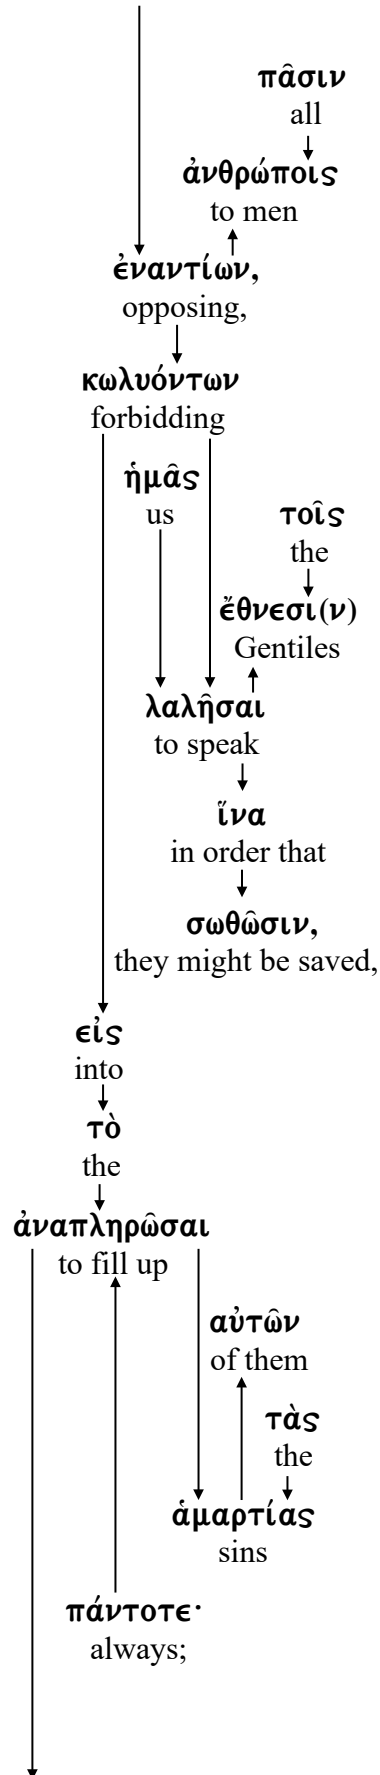 πᾶσιν
all
ἀνθρώποις
to men
ἐναντίων,
opposing,
κωλυόντων
forbidding
ἡμᾶς
us
τοῖς
the
ἔθνεσι(ν)
Gentiles
λαλῆσαι
to speak
ἵνα
in order that
σωθῶσιν,
they might be saved,
εἰς
into
τὸ
the
ἀναπληρῶσαι
to fill up
αὐτῶν
of them
τὰς
the
ἁμαρτίας
sins
πάντοτε·
always;